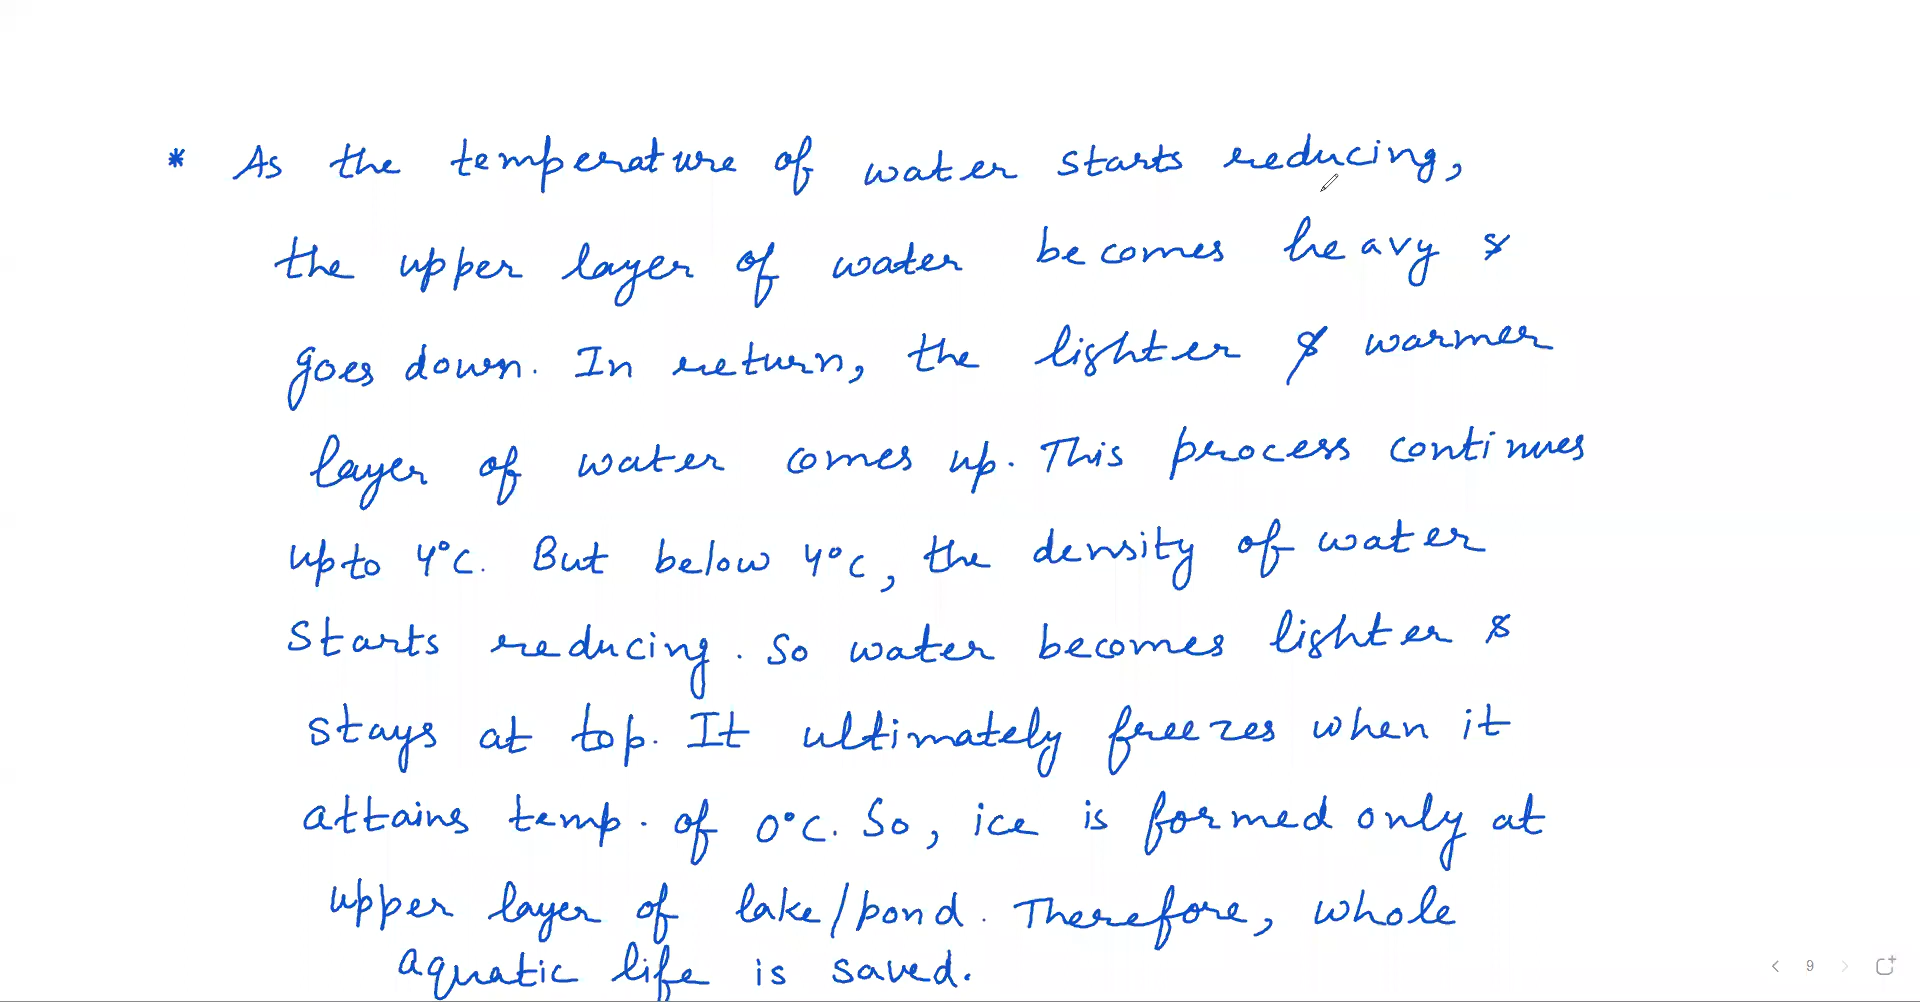 * As the temperature of water starts reducing,
the upper layer of water becomes heavy &
goes down. In return, the lighter & warmer
layer of water comes up. This process continues
upto 4°C. But below 4°C, the density of water
starts reducing. So water becomes lighter &
stays at top. It ultimately freezes when it
attains temp. of 0°C. So, ice is formed only at
upper layer of lake/pond. Therefore, whole
aquatic life is saved.
9